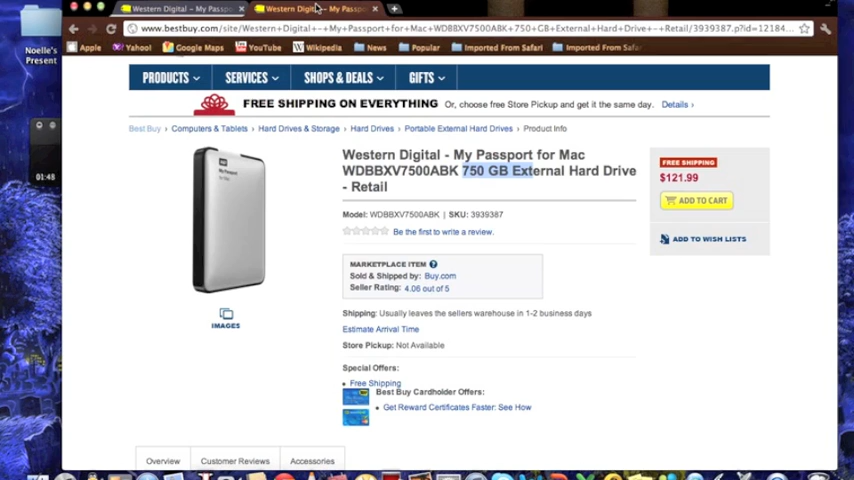 Western Digital – My Passpo
Western Digit
My Passpo
www.bestbuy.com/site/Western+Digital+-+My+Passport+for+Mac+WDBBXV7500ABK+750+GB+External+Hard+Drive+-+Retail/3939387.p?id=12184
Apple Yahoo! Google Maps YouTube Wikipedia News Popular Imported From Safari Imported From Saf
Noelle's
Present
01:48
PRODUCTS SERVICES SHOPS & DEALS GIFTS
FREE SHIPPING ON EVERYTHING Or, choose free Store Pickup and get it the same day. Details ›
Best Buy › Computers & Tablets › Hard Drives & Storage › Hard Drives › Portable External Hard Drives › Product Info
Western Digital - My Passport for Mac
WDBBXV7500ABK 750 GB External Hard Drive
- Retail
Model: WDBBXV7500ABK | SKU: 3939387
Be the first to write a review.
MARKETPLACE ITEM ?
Sold & Shipped by: Buy.com
Seller Rating: 4.06 out of 5
Shipping: Usually leaves the sellers warehouse in 1-2 business days
Estimate Arrival Time
Store Pickup: Not Available
Special Offers:
• Free Shipping
Best Buy Cardholder Offers:
• Get Reward Certificates Faster: See How
FREE SHIPPING
$121.99
ADD TO CART
ADD TO WISH LISTS
WD
My Passport
IMAGES
Overview Customer Reviews Accessories